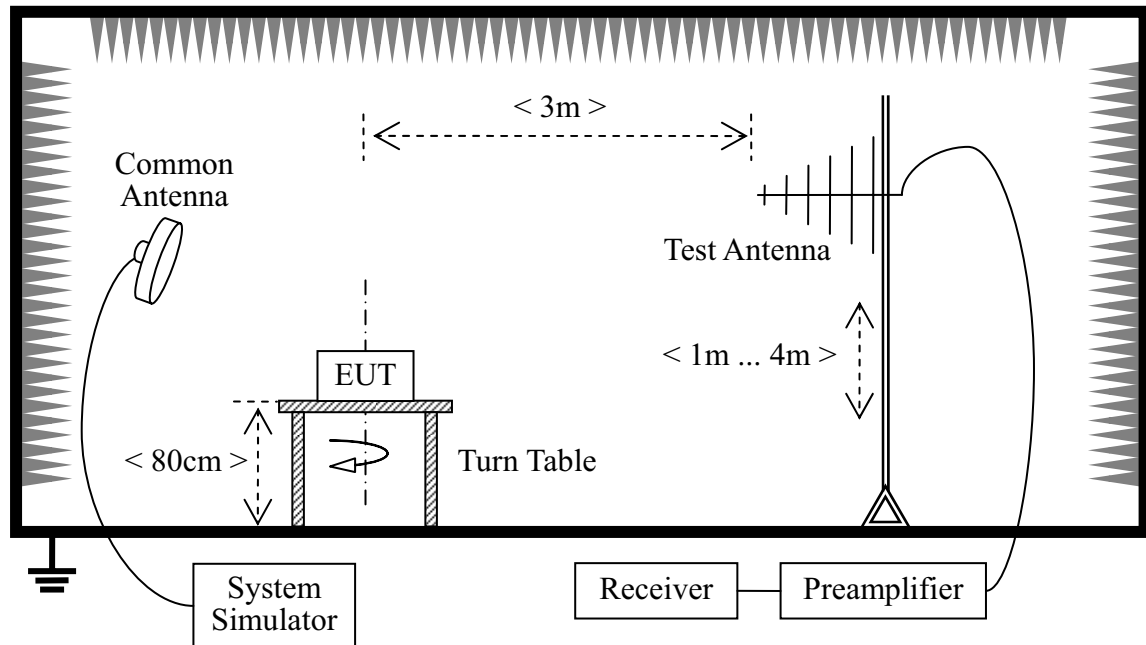 < 3m >
Common
Antenna
Test Antenna
< 1m ... 4m >
EUT
< 80cm >
Turn Table
System
Simulator
Receiver
Preamplifier